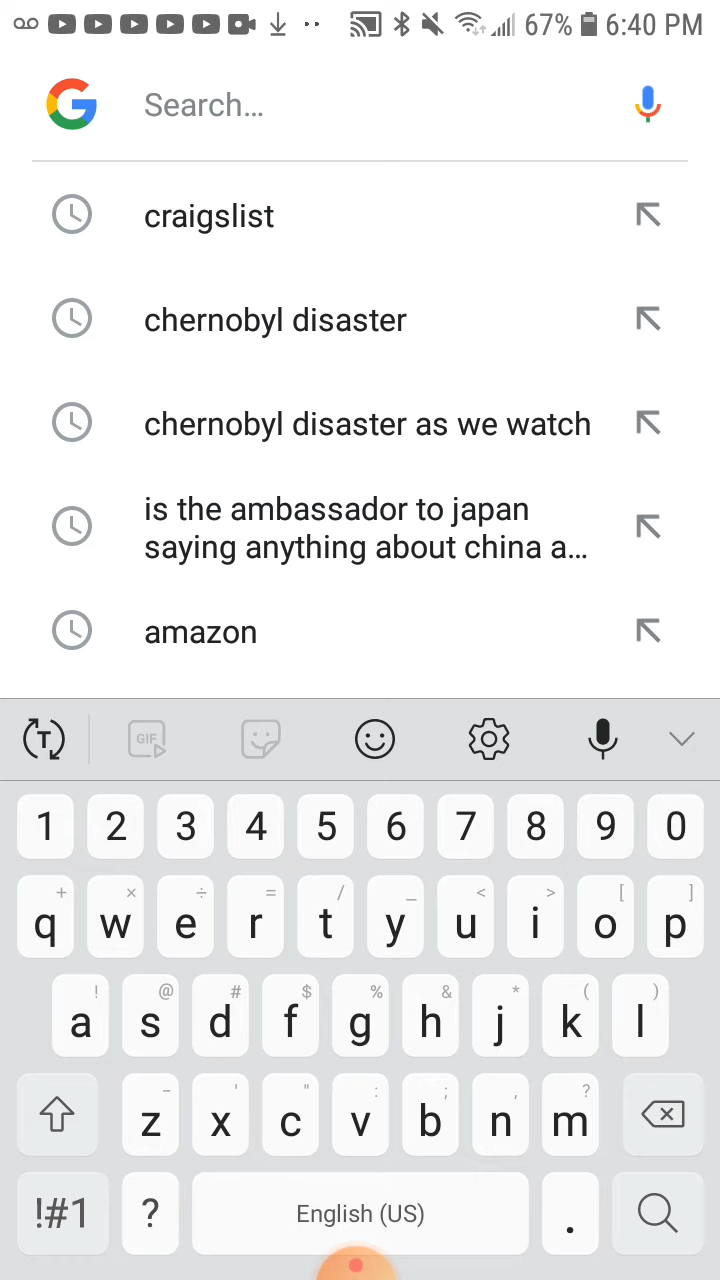 67% 6:40 PM
Search...
craigslist
chernobyl disaster
chernobyl disaster as we watch
is the ambassador to japan
saying anything about china a...
amazon
T GIF
1 2 3 4 5 6 7 8 9 0
+ × ÷ = / _ < > [ ]
q w e r t y u i o p
! @ # $ % & * ( )
a s d f g h j k l
- ' " : ; , ?
z x c v b n m
!#1 ? English (US) .